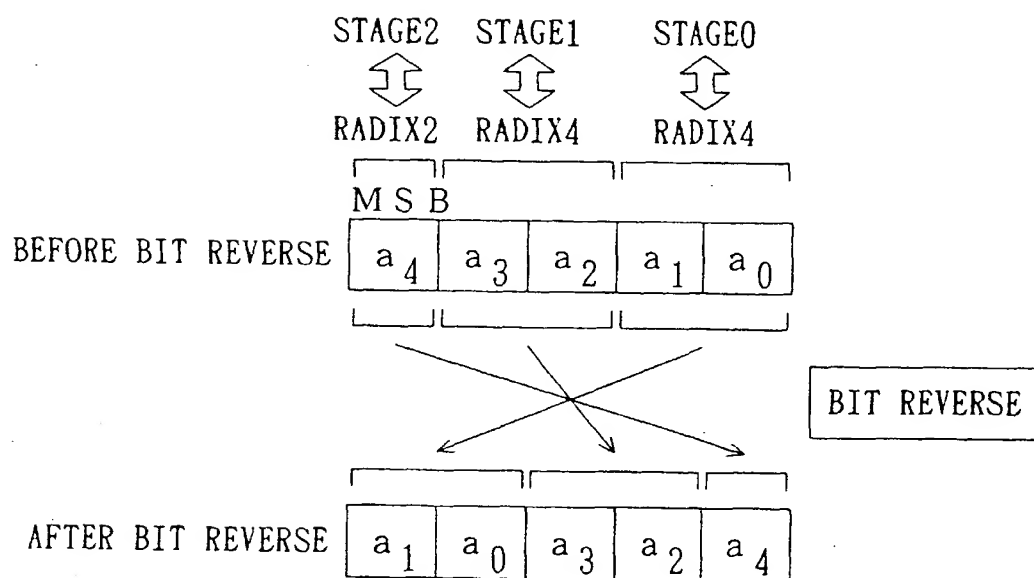 STAGE2 STAGE1 STAGE0
RADIX2 RADIX4 RADIX4
MSB
BEFORE BIT REVERSE a4 a3 a2 a1 a0
BIT REVERSE
AFTER BIT REVERSE a1 a0 a3 a2 a4